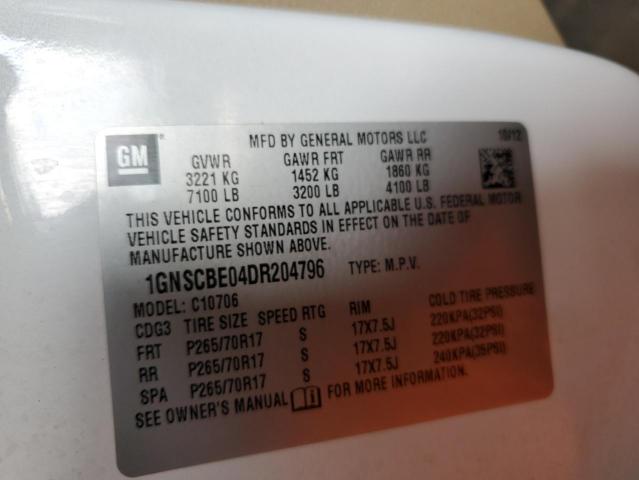 MFD BY GENERAL MOTORS LLC 10/12
GM
GVWR GAWR FRT GAWR RR
3221 KG 1452 KG 1860 KG
7100 LB 3200 LB 4100 LB
THIS VEHICLE CONFORMS TO ALL APPLICABLE U.S. FEDERAL MOTOR
VEHICLE SAFETY STANDARDS IN EFFECT ON THE DATE OF
MANUFACTURE SHOWN ABOVE.
1GNSCBE04DR204796 TYPE: M.P.V.
MODEL: C10706
CDG3 TIRE SIZE SPEED RTG RIM COLD TIRE PRESSURE
FRT P265/70R17 S 17X7.5J 220KPA(32PSI)
RR P265/70R17 S 17X7.5J 220KPA(32PSI)
SPA P265/70R17 S 17X7.5J 240KPA(35PSI)
SEE OWNER'S MANUAL FOR MORE INFORMATION.